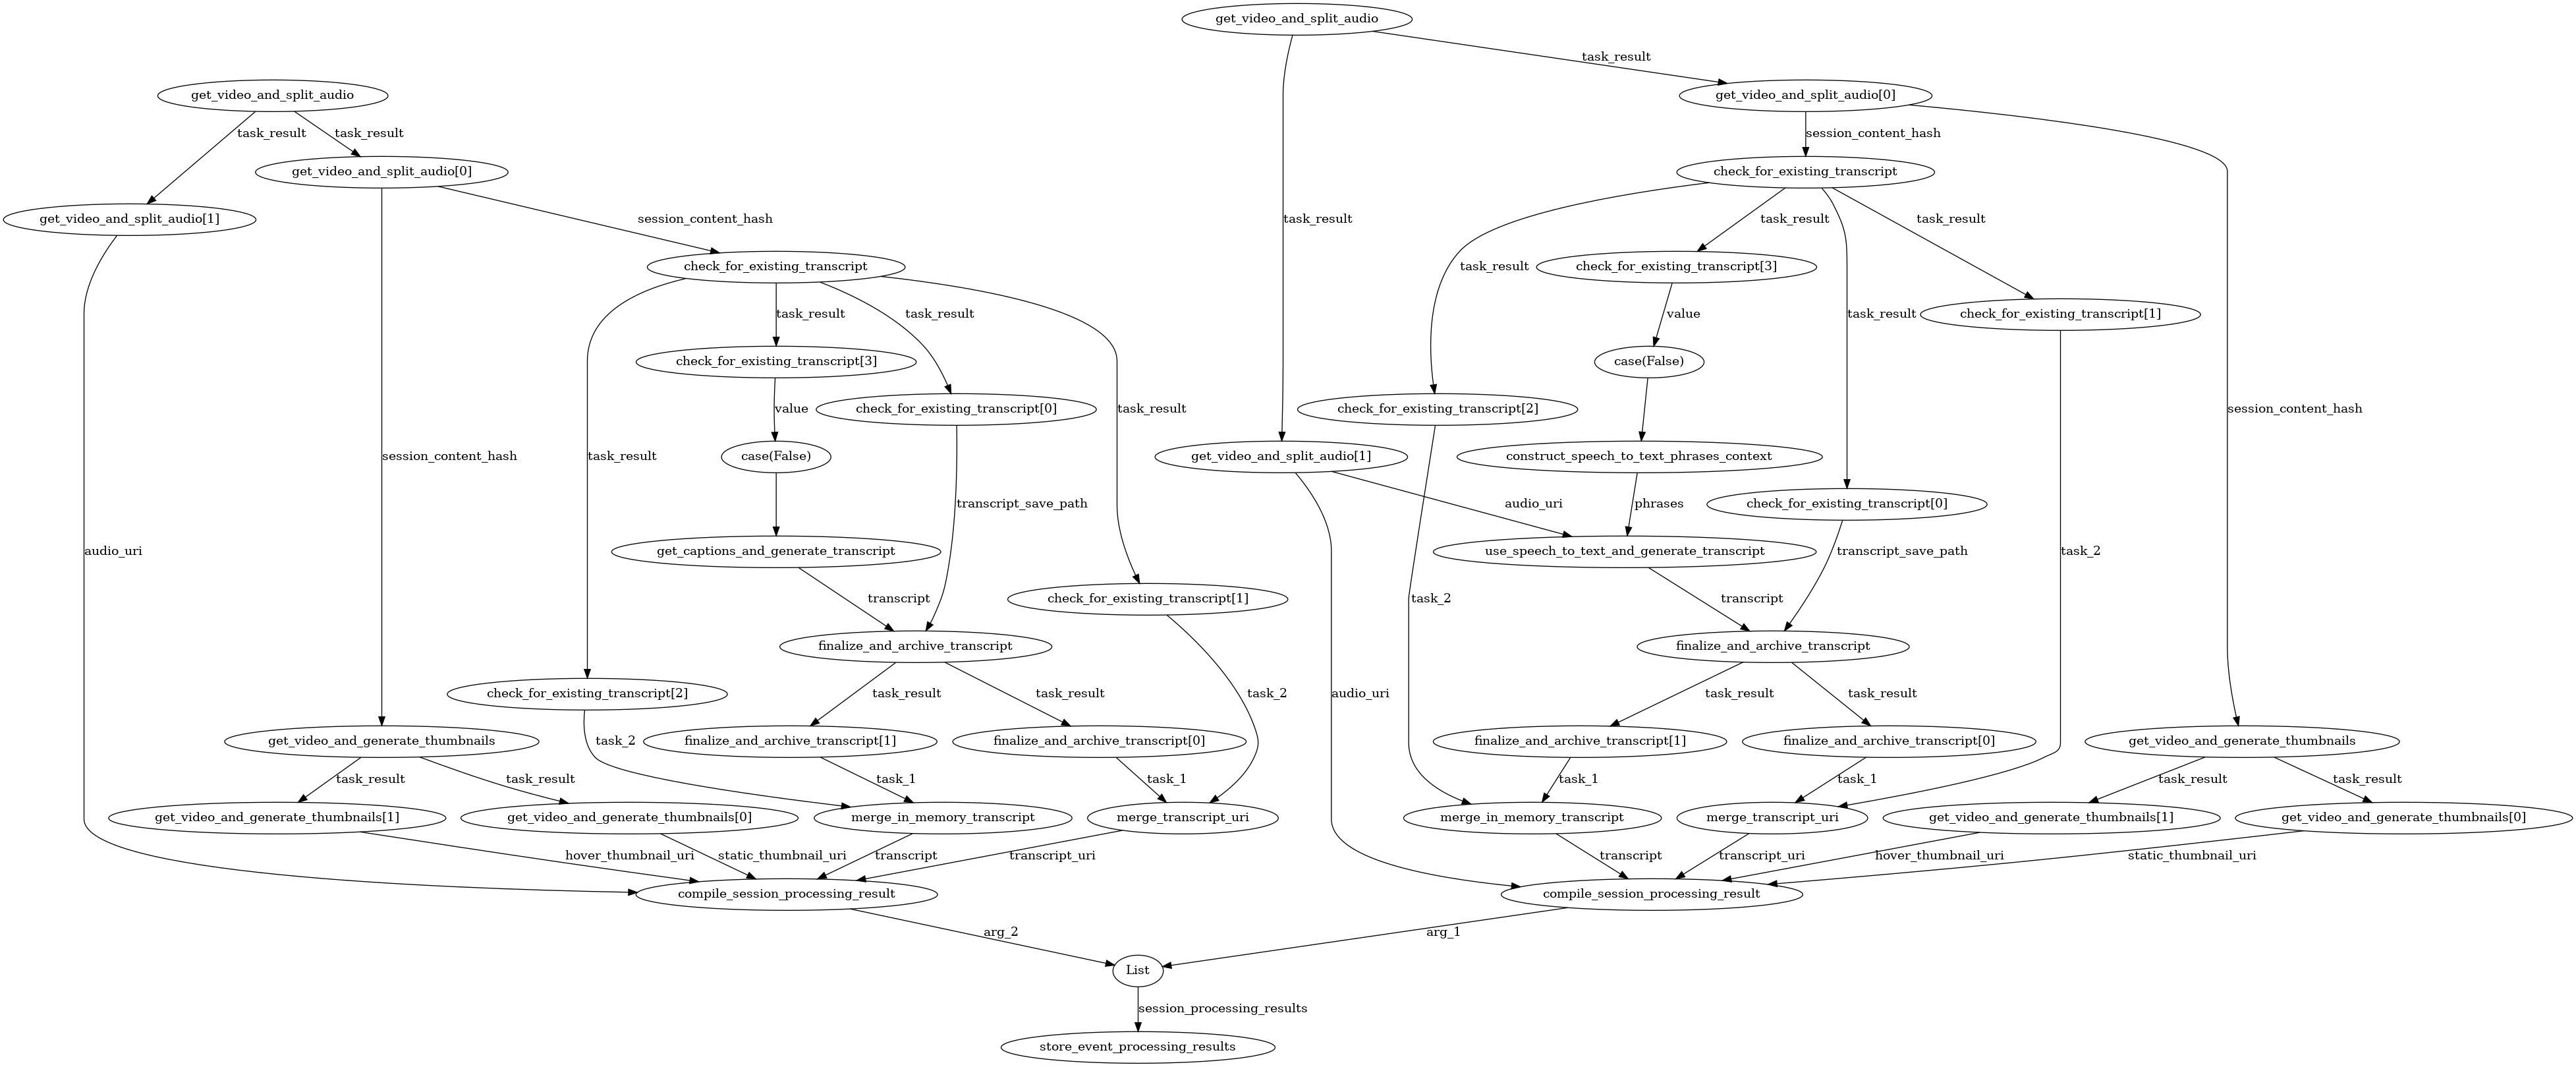 get_video_and_split_audio
task_result
get_video_and_split_audio
get_video_and_split_audio[0]
task_result
task_result
session_content_hash
get_video_and_split_audio[0]
check_for_existing_transcript
get_video_and_split_audio[1]
session_content_hash
task_result
task_result
task_result
check_for_existing_transcript
task_result
check_for_existing_transcript[3]
task_result
task_result
task_result
value
check_for_existing_transcript[1]
check_for_existing_transcript[3]
case(False)
value
check_for_existing_transcript[0]
task_result
check_for_existing_transcript[2]
session_content_hash
session_content_hash
task_result
case(False)
get_video_and_split_audio[1]
construct_speech_to_text_phrases_context
transcript_save_path
audio_uri
phrases
check_for_existing_transcript[0]
audio_uri
get_captions_and_generate_transcript
use_speech_to_text_and_generate_transcript
transcript_save_path
task_2
transcript
check_for_existing_transcript[1]
task_2
transcript
finalize_and_archive_transcript
finalize_and_archive_transcript
check_for_existing_transcript[2]
task_result
task_result
task_2
audio_uri
task_result
task_result
get_video_and_generate_thumbnails
task_2
finalize_and_archive_transcript[1]
finalize_and_archive_transcript[0]
finalize_and_archive_transcript[1]
finalize_and_archive_transcript[0]
get_video_and_generate_thumbnails
task_result
task_result
task_1
task_1
task_1
task_1
task_result
task_result
get_video_and_generate_thumbnails[1]
get_video_and_generate_thumbnails[0]
merge_in_memory_transcript
merge_transcript_uri
merge_in_memory_transcript
merge_transcript_uri
get_video_and_generate_thumbnails[1]
get_video_and_generate_thumbnails[0]
hover_thumbnail_uri
static_thumbnail_uri
transcript
transcript_uri
transcript
transcript_uri
hover_thumbnail_uri
static_thumbnail_uri
compile_session_processing_result
compile_session_processing_result
arg_2
arg_1
List
session_processing_results
store_event_processing_results